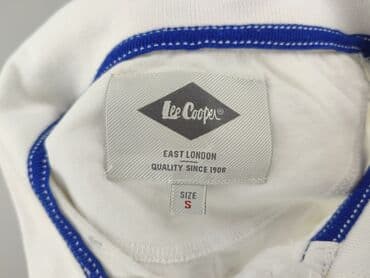 Lee Cooper®
EAST LONDON
QUALITY SINCE 1908
SIZE
S